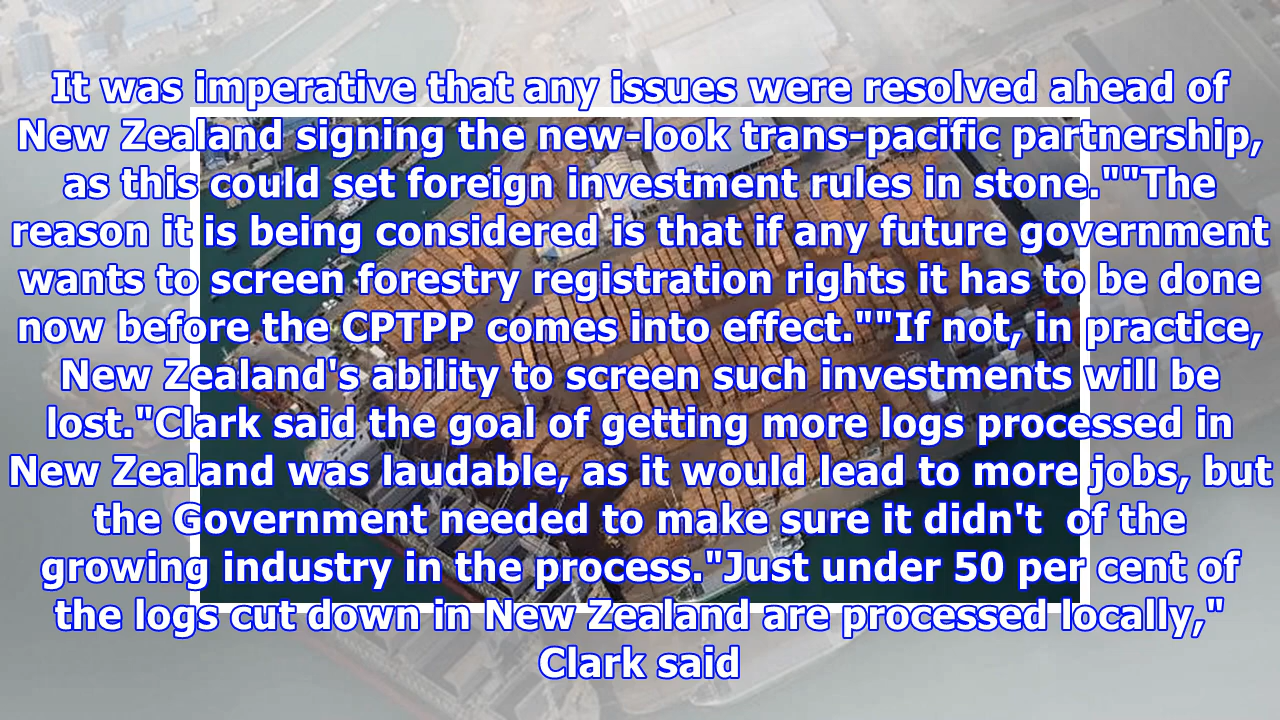 It was imperative that any issues were resolved ahead of
New Zealand signing the new-look trans-pacific partnership,
as this could set foreign investment rules in stone.""The
reason it is being considered is that if any future government
wants to screen forestry registration rights it has to be done
now before the CPTPP comes into effect.""If not, in practice,
New Zealand's ability to screen such investments will be
lost."Clark said the goal of getting more logs processed in
New Zealand was laudable, as it would lead to more jobs, but
the Government needed to make sure it didn't  of the
growing industry in the process."Just under 50 per cent of
the logs cut down in New Zealand are processed locally,"
Clark said